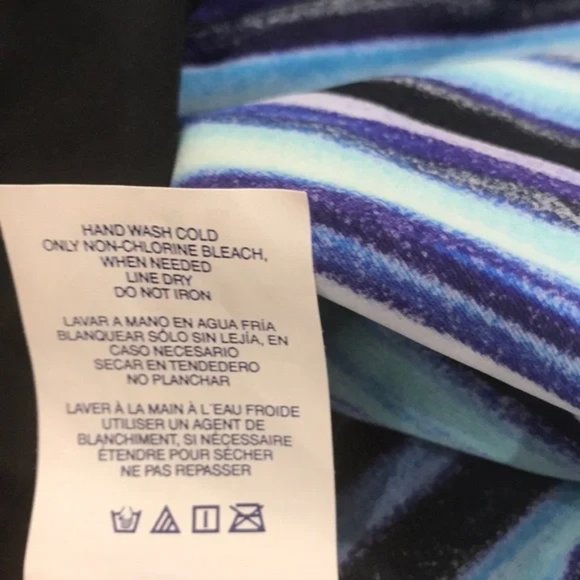 HAND WASH COLD
ONLY NON-CHLORINE BLEACH,
WHEN NEEDED
LINE DRY
DO NOT IRON
LAVAR A MANO EN AGUA FRÍA
BLANQUEAR SÓLO SIN LEJÍA, EN
CASO NECESARIO
SECAR EN TENDEDERO
NO PLANCHAR
LAVER À LA MAIN À L'EAU FROIDE
UTILISER UN AGENT DE
BLANCHIMENT, SI NÉCESSAIRE
ÉTENDRE POUR SÉCHER
NE PAS REPASSER